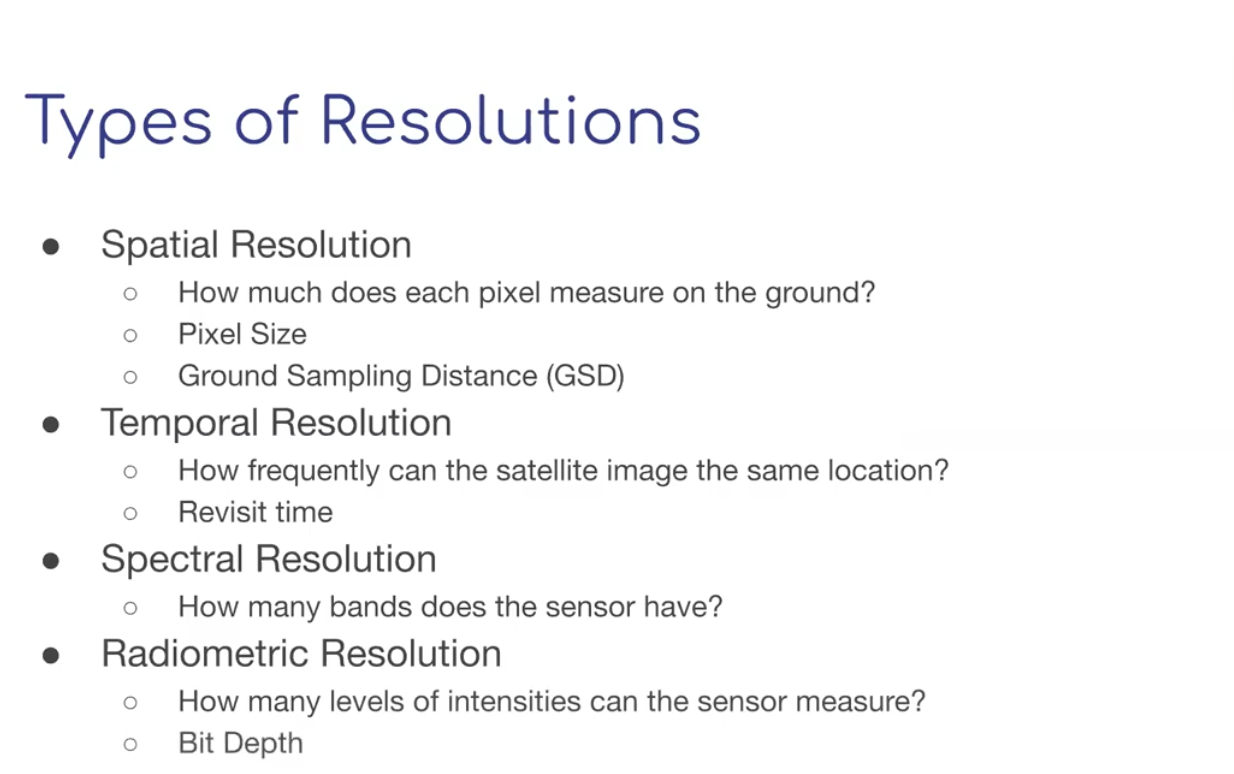 Types of Resolutions
● Spatial Resolution
○ How much does each pixel measure on the ground?
○ Pixel Size
○ Ground Sampling Distance (GSD)
● Temporal Resolution
○ How frequently can the satellite image the same location?
○ Revisit time
● Spectral Resolution
○ How many bands does the sensor have?
● Radiometric Resolution
○ How many levels of intensities can the sensor measure?
○ Bit Depth